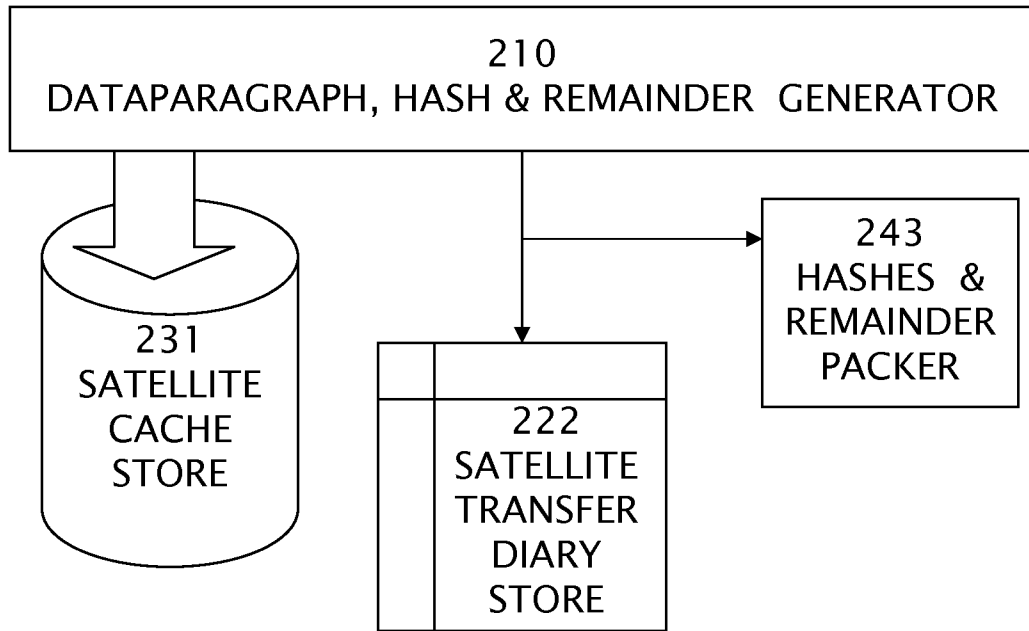 210
DATAPARAGRAPH, HASH & REMAINDER GENERATOR
231
SATELLITE
CACHE
STORE
222
SATELLITE
TRANSFER
DIARY
STORE
243
HASHES &
REMAINDER
PACKER